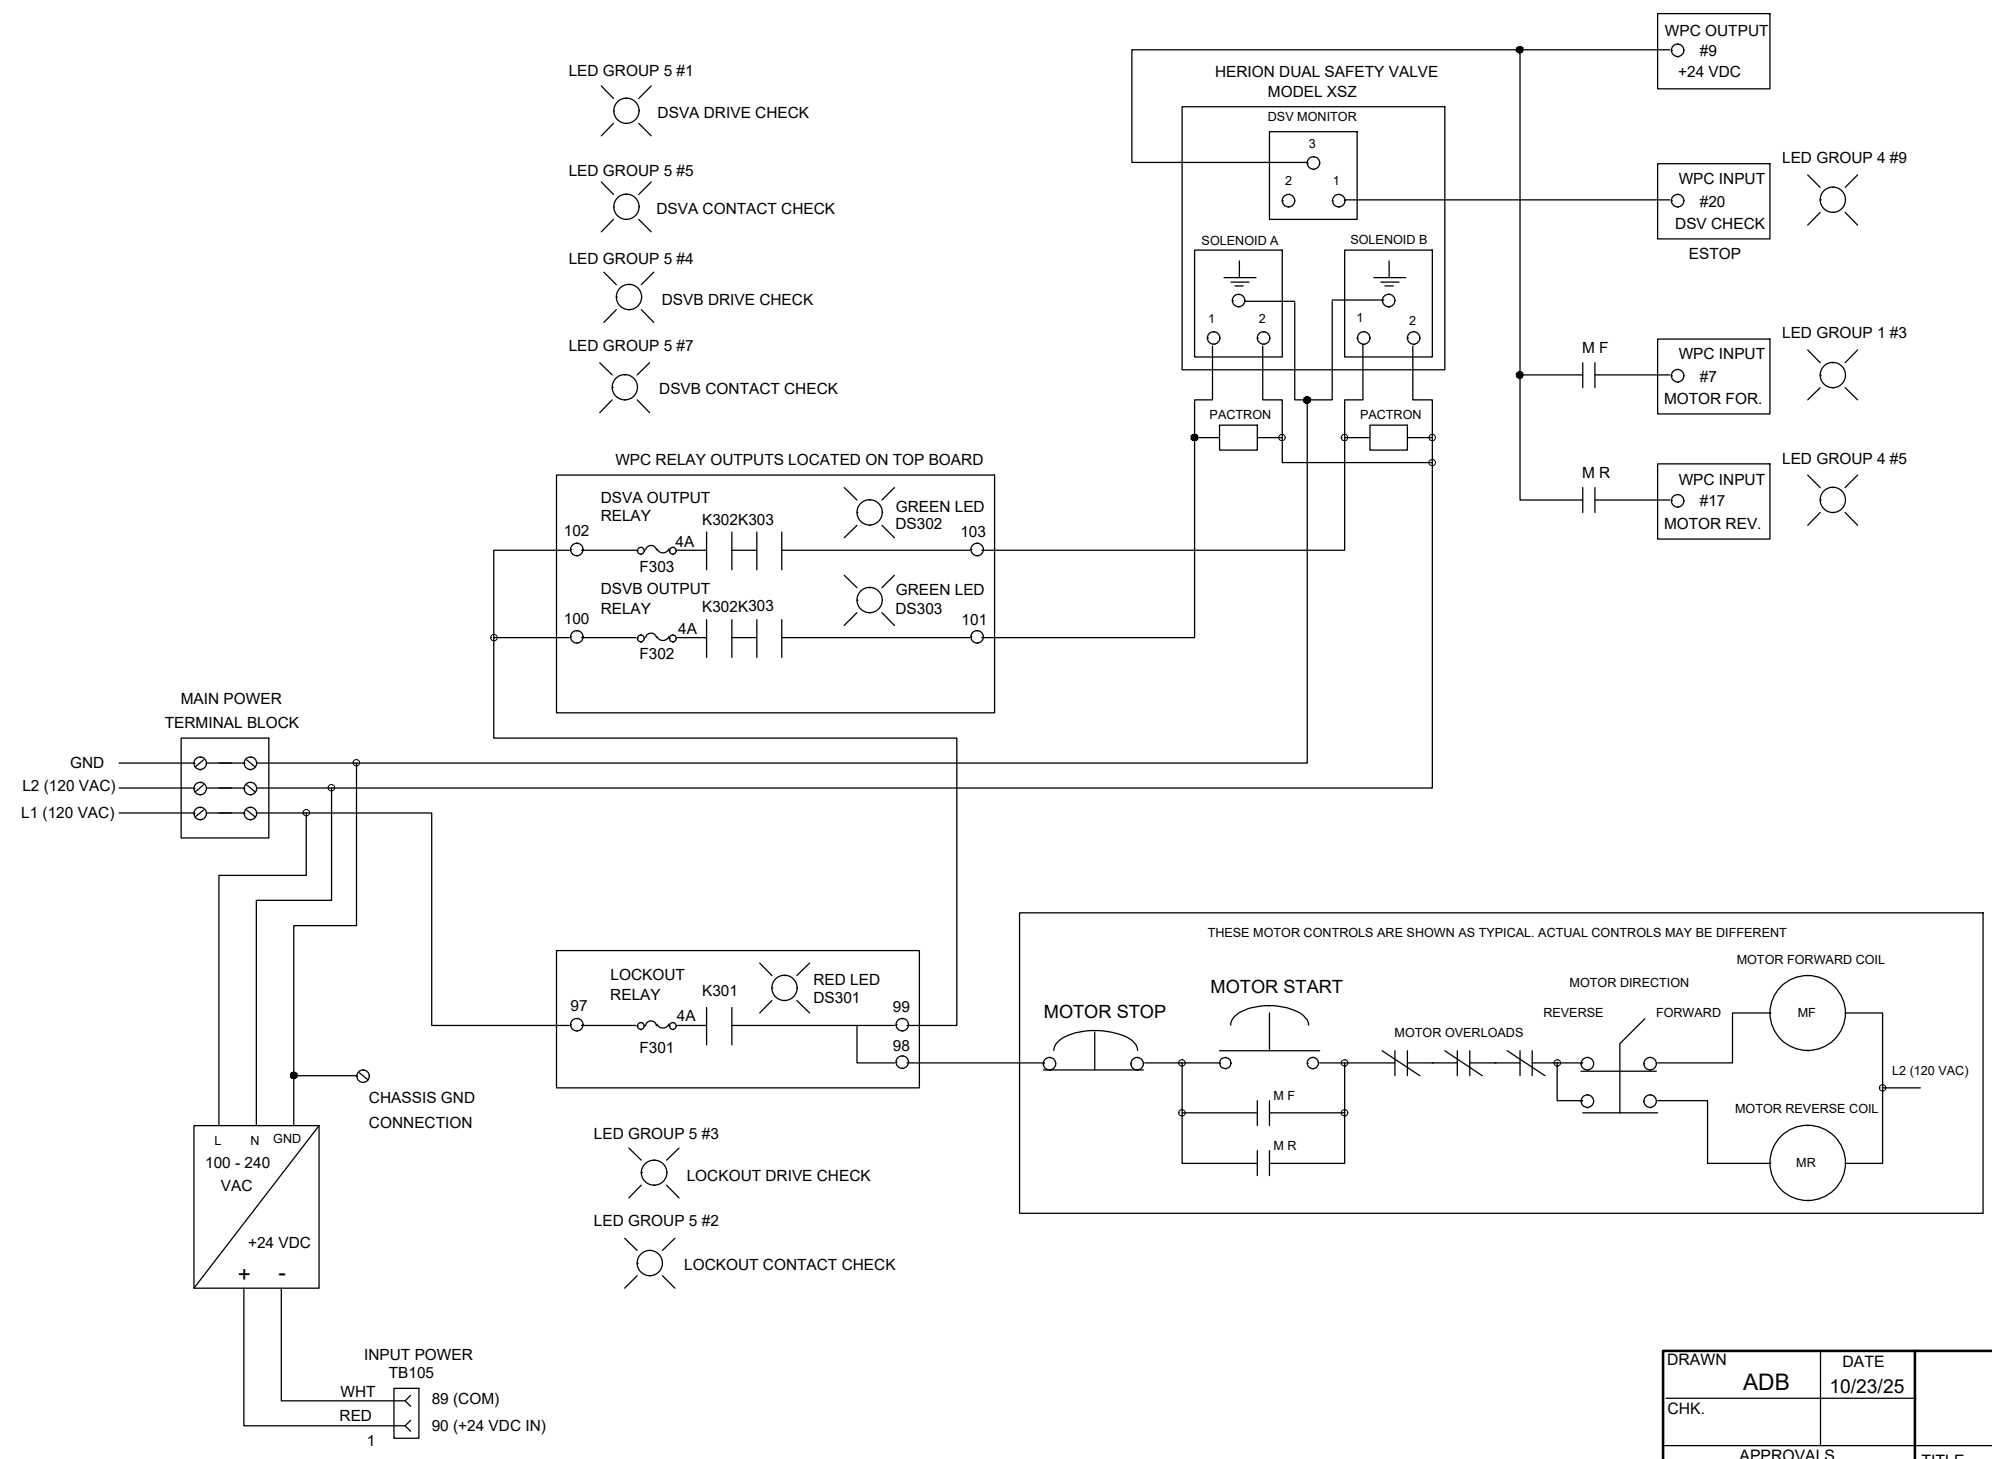 WPC OUTPUT
#9
+24 VDC
LED GROUP 5 #1
DSVA DRIVE CHECK
LED GROUP 5 #5
DSVA CONTACT CHECK
LED GROUP 5 #4
DSVB DRIVE CHECK
LED GROUP 5 #7
DSVB CONTACT CHECK
HERION DUAL SAFETY VALVE
MODEL XSZ
DSV MONITOR
3
2
1
SOLENOID A
1
2
SOLENOID B
1
2
PACTRON
PACTRON
LED GROUP 4 #9
WPC INPUT
#20
DSV CHECK
ESTOP
LED GROUP 1 #3
M F
WPC INPUT
#7
MOTOR FOR.
LED GROUP 4 #5
M R
WPC INPUT
#17
MOTOR REV.
WPC RELAY OUTPUTS LOCATED ON TOP BOARD
DSVA OUTPUT
RELAY
102
4A
F303
K302K303
GREEN LED
DS302
103
DSVB OUTPUT
RELAY
100
4A
F302
K302K303
GREEN LED
DS303
101
MAIN POWER
TERMINAL BLOCK
GND
L2 (120 VAC)
L1 (120 VAC)
LOCKOUT
RELAY
97
4A
F301
K301
RED LED
DS301
99
98
THESE MOTOR CONTROLS ARE SHOWN AS TYPICAL. ACTUAL CONTROLS MAY BE DIFFERENT
MOTOR STOP
MOTOR START
M F
M R
MOTOR OVERLOADS
MOTOR DIRECTION
REVERSE
FORWARD
MOTOR FORWARD COIL
MF
L2 (120 VAC)
MOTOR REVERSE COIL
MR
CHASSIS GND
CONNECTION
L
N
GND
100 - 240
VAC
+24 VDC
+
-
LED GROUP 5 #3
LOCKOUT DRIVE CHECK
LED GROUP 5 #2
LOCKOUT CONTACT CHECK
INPUT POWER
TB105
WHT
89 (COM)
RED
90 (+24 VDC IN)
1
DRAWN
ADB
DATE
10/23/25
CHK.
APPROVALS
TITLE